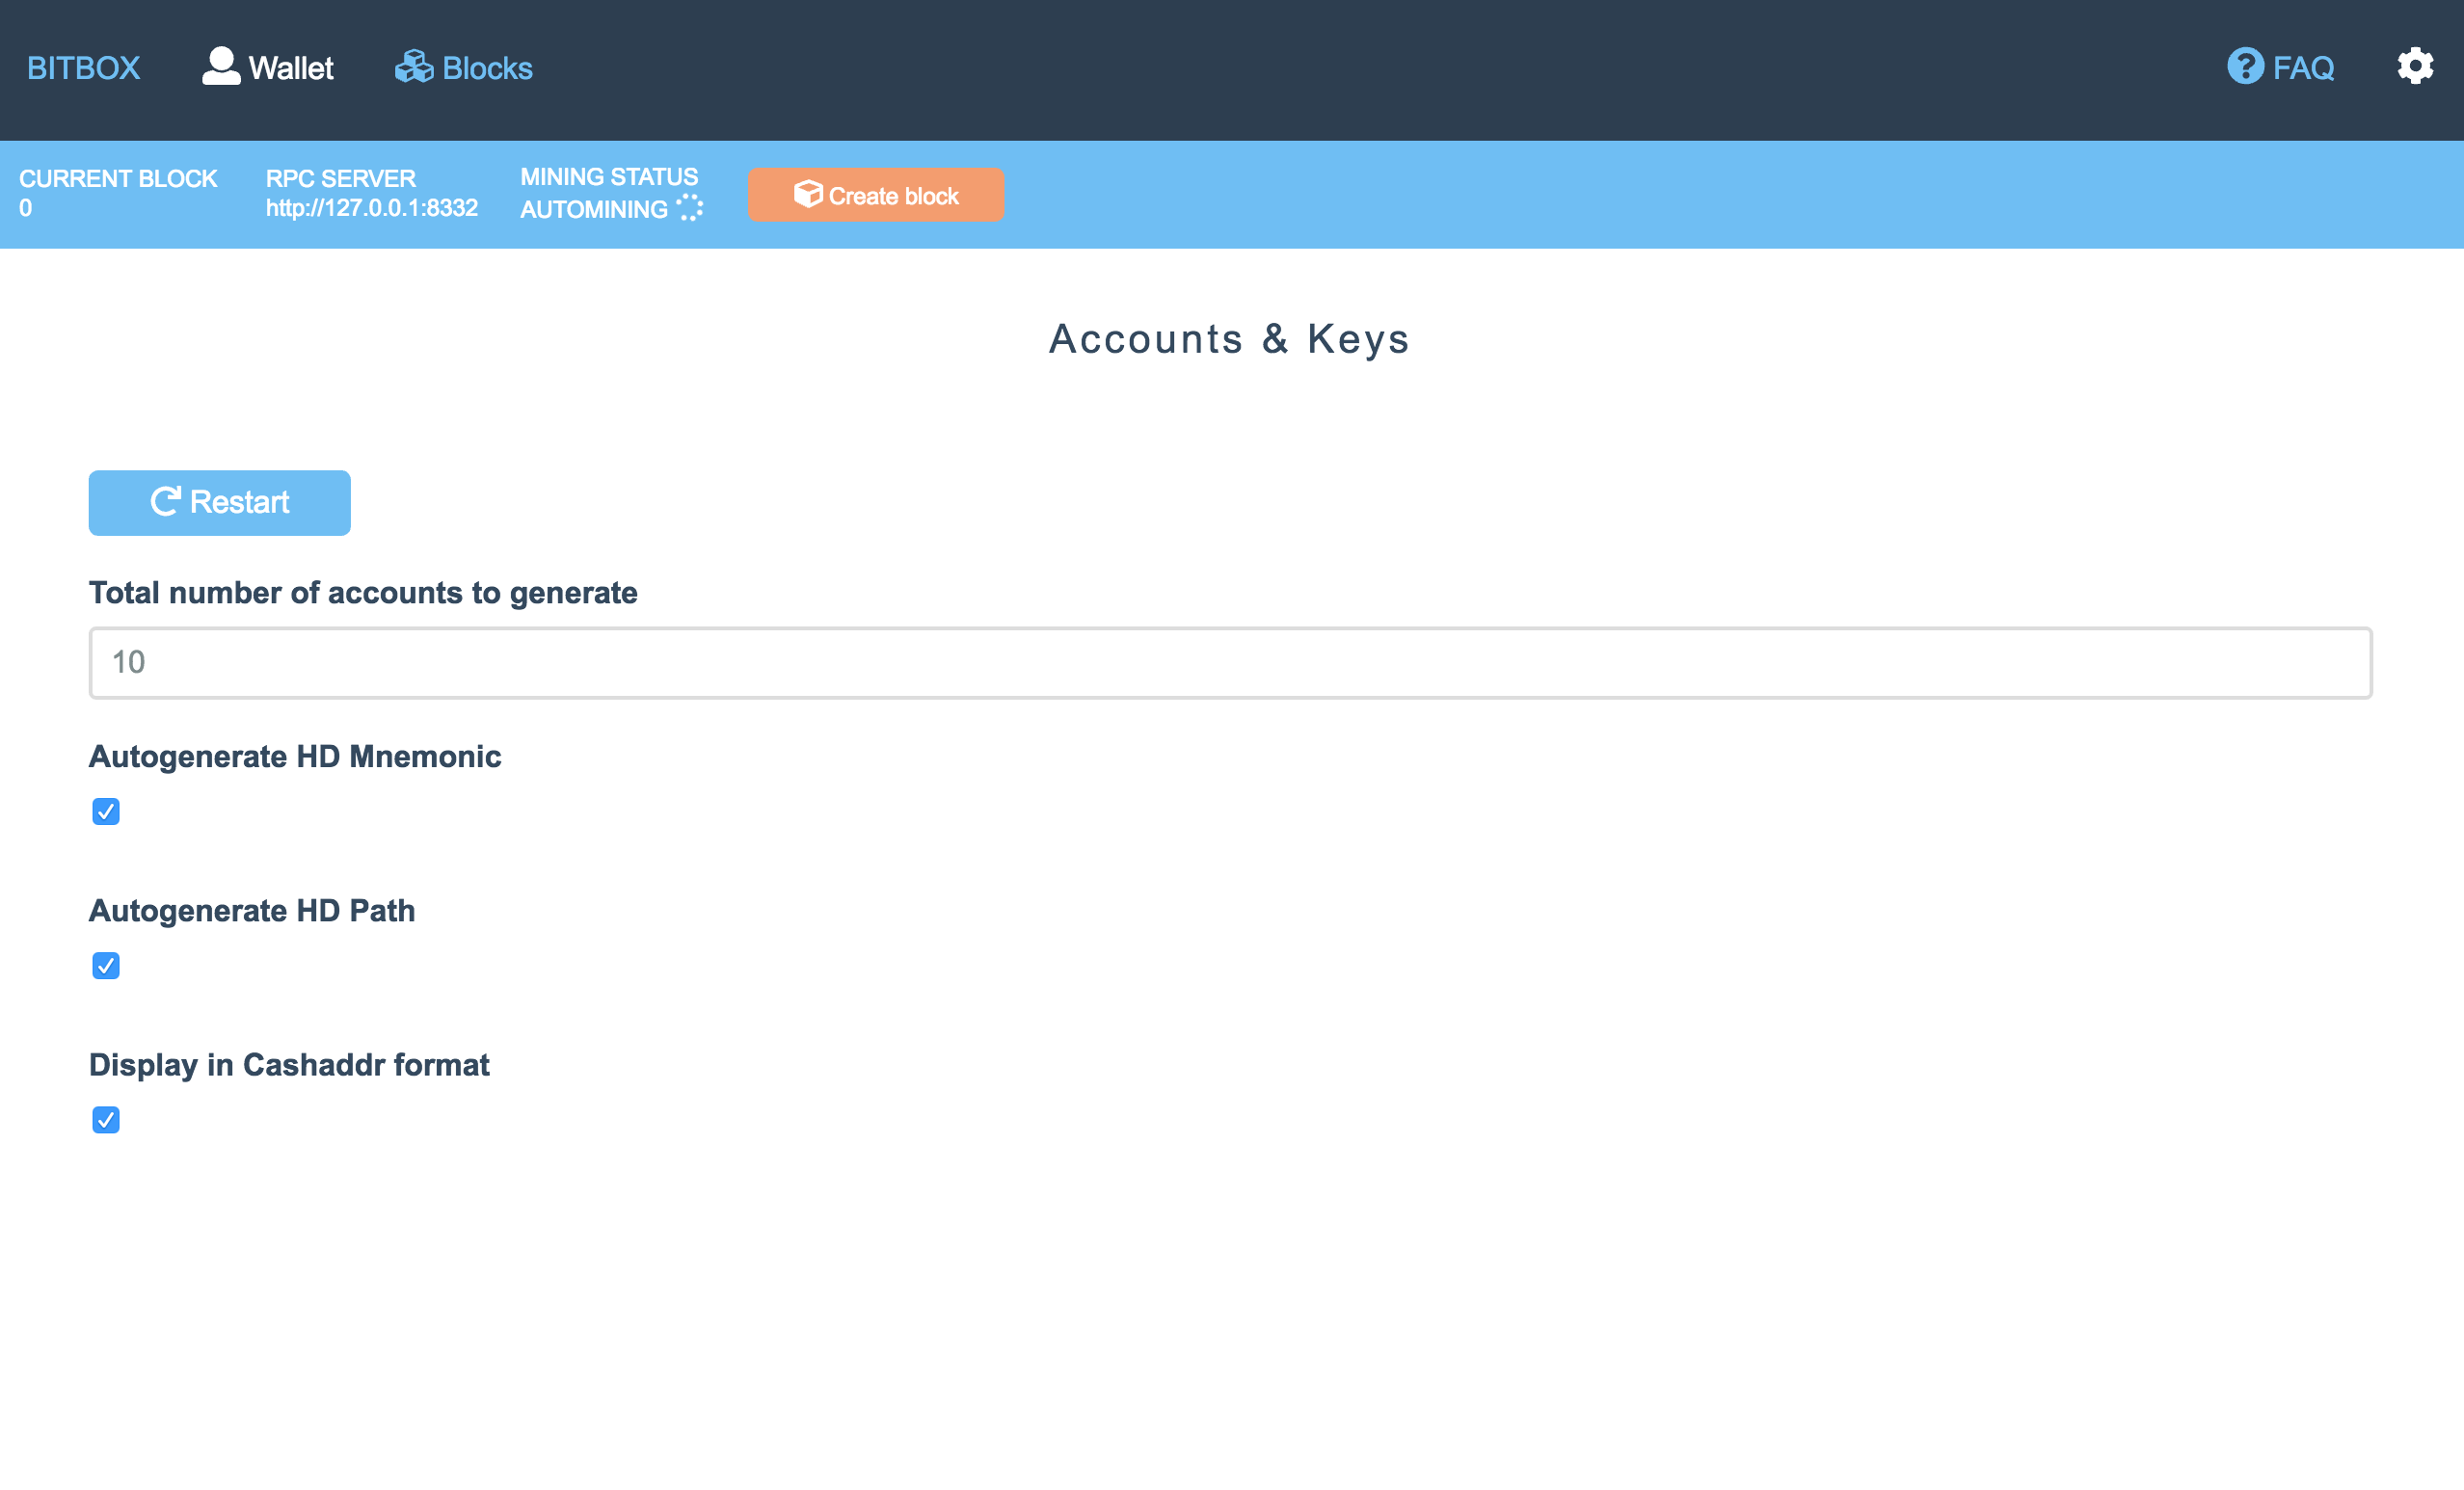 BITBOX Wallet Blocks FAQ
CURRENT BLOCK
0
RPC SERVER
http://127.0.0.1:8332
MINING STATUS
AUTOMINING
Create block
Accounts & Keys
Restart
Total number of accounts to generate
10
Autogenerate HD Mnemonic
Autogenerate HD Path
Display in Cashaddr format